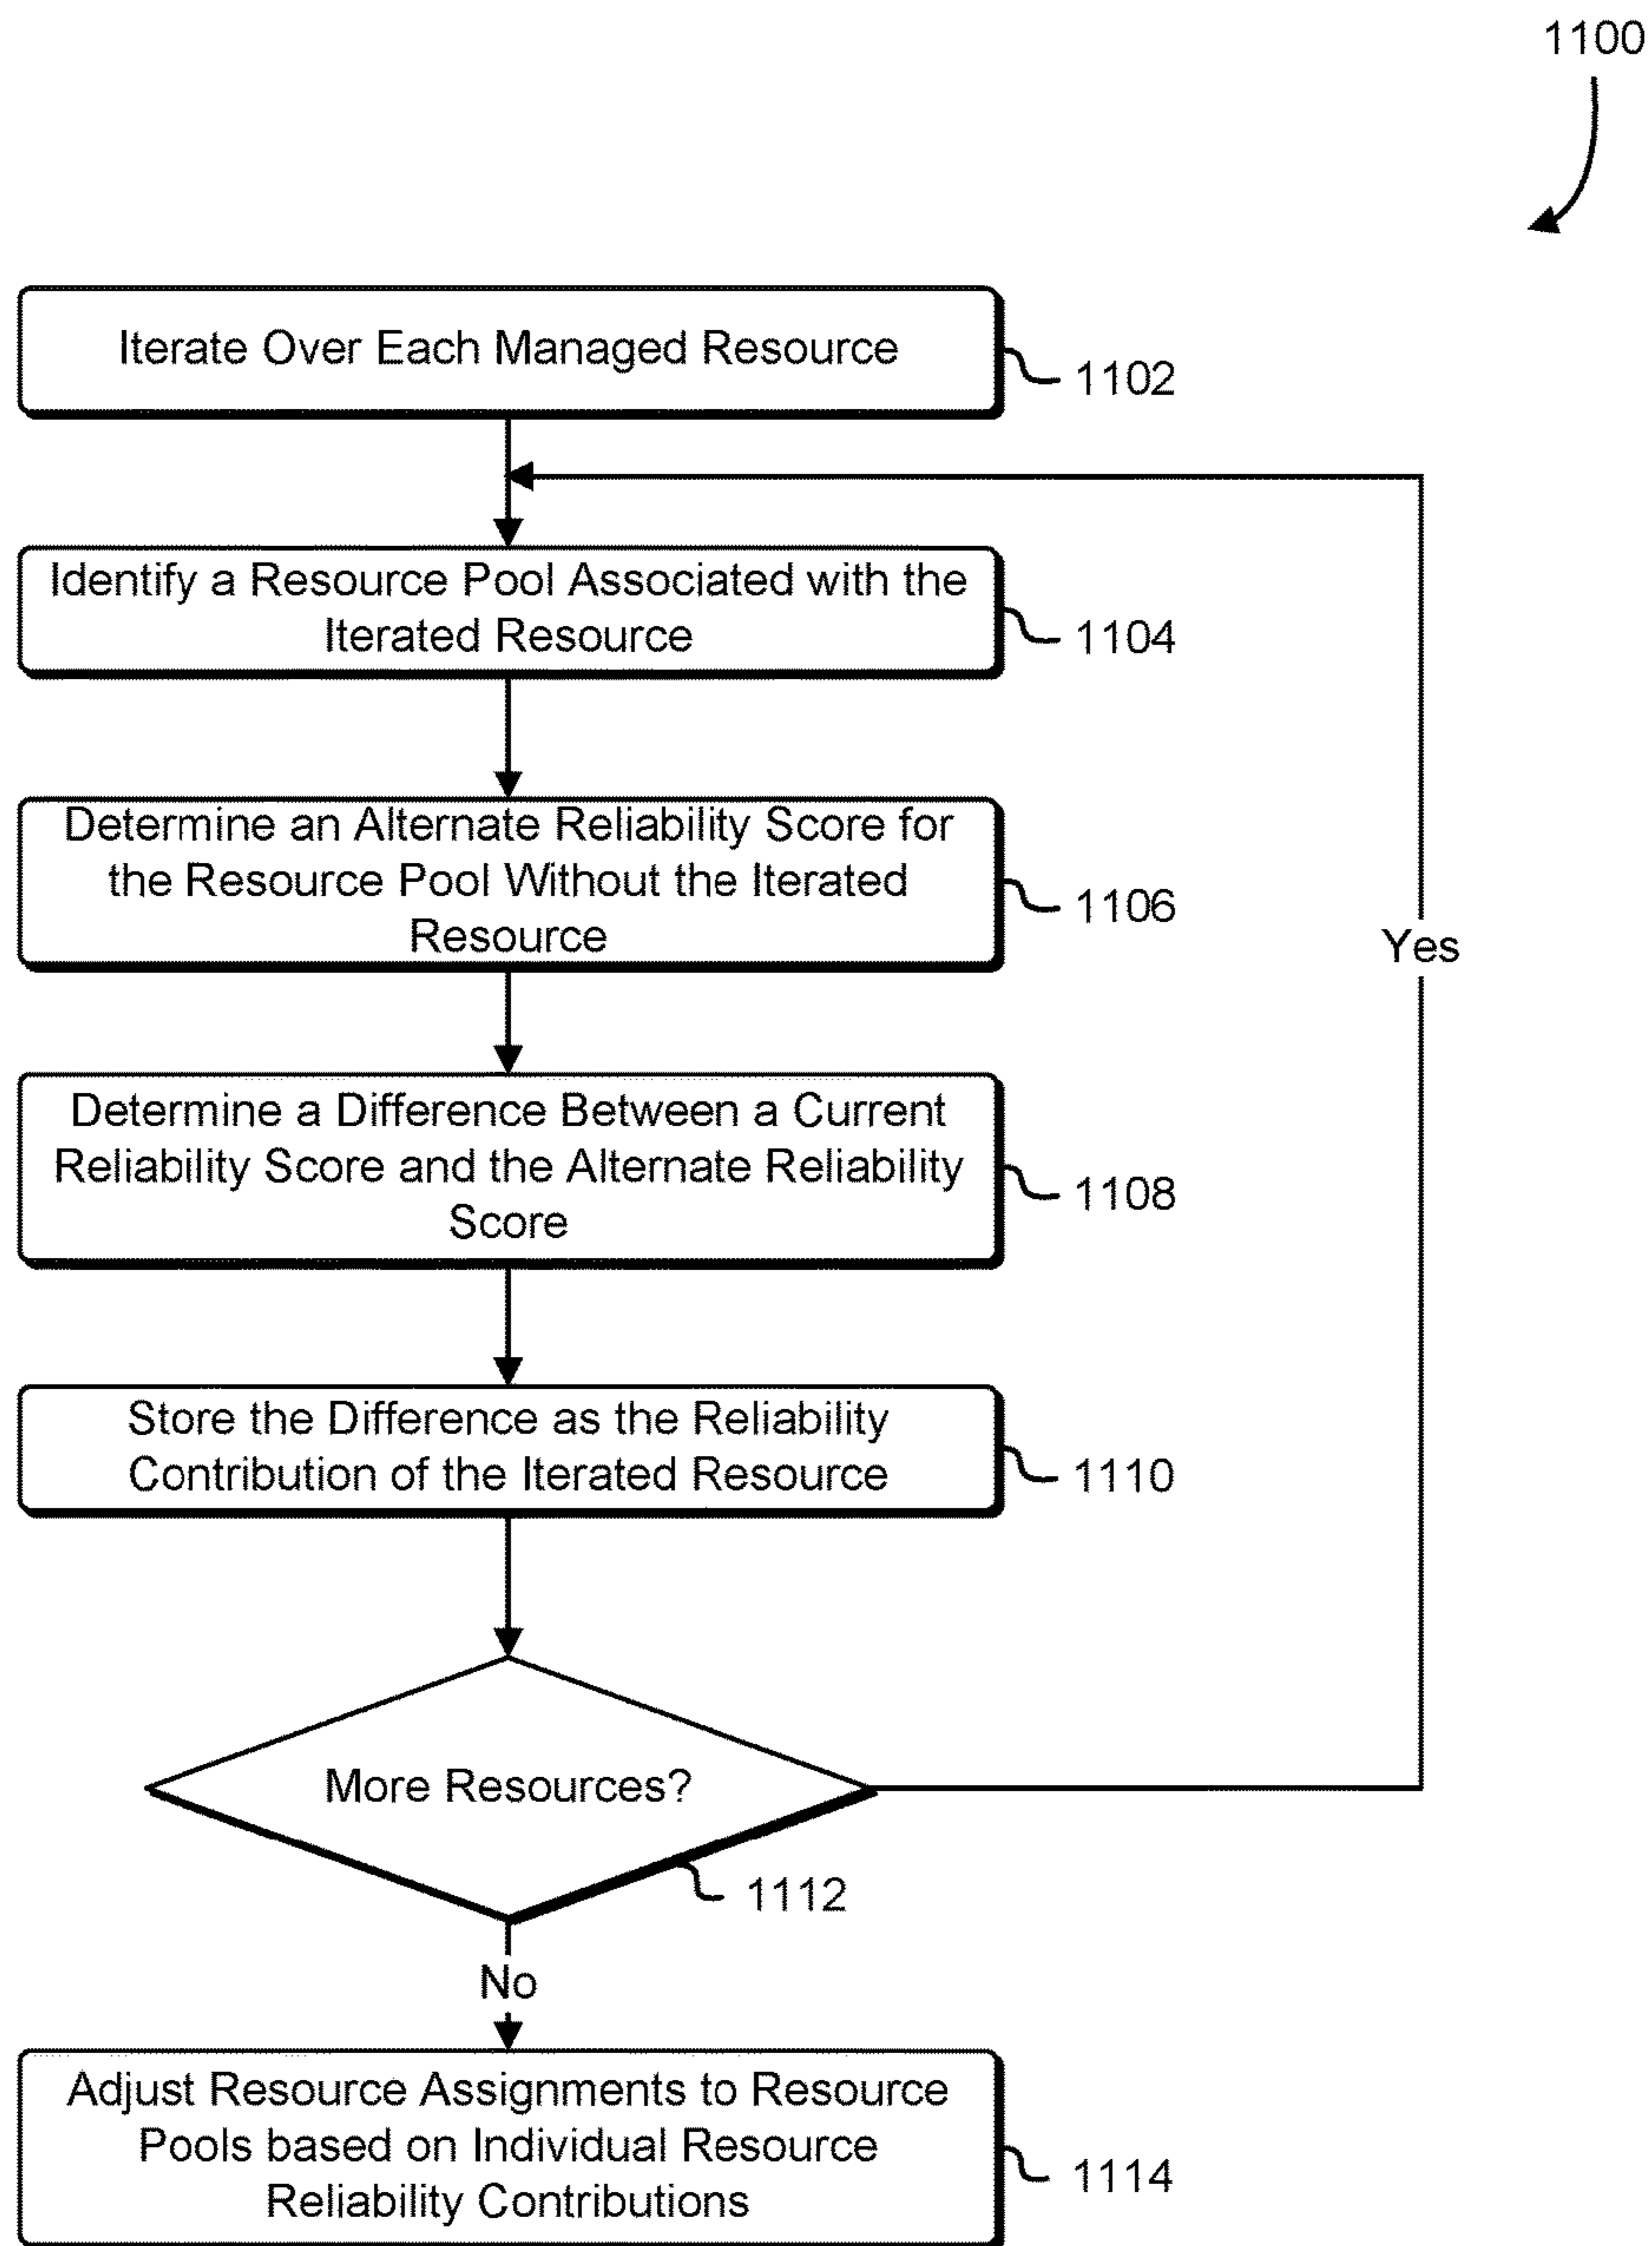 1100
Iterate Over Each Managed Resource
1102
Identify a Resource Pool Associated with the
Iterated Resource
1104
Determine an Alternate Reliability Score for
the Resource Pool Without the Iterated
Resource
1106
Yes
Determine a Difference Between a Current
Reliability Score and the Alternate Reliability
Score
1108
Store the Difference as the Reliability
Contribution of the Iterated Resource
1110
More Resources?
1112
No
Adjust Resource Assignments to Resource
Pools based on Individual Resource
Reliability Contributions
1114